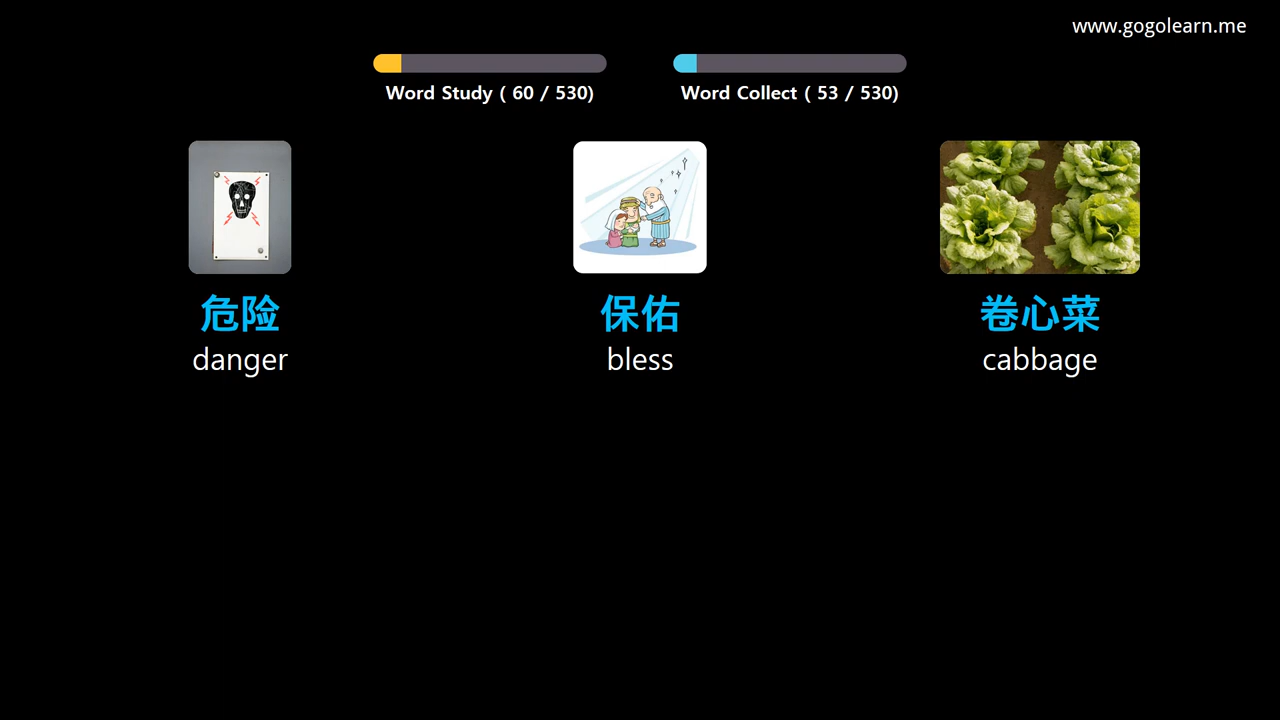 www.gogolearn.me
Word Study ( 60 / 530)
Word Collect ( 53 / 530)
危险
danger
保佑
bless
卷心菜
cabbage